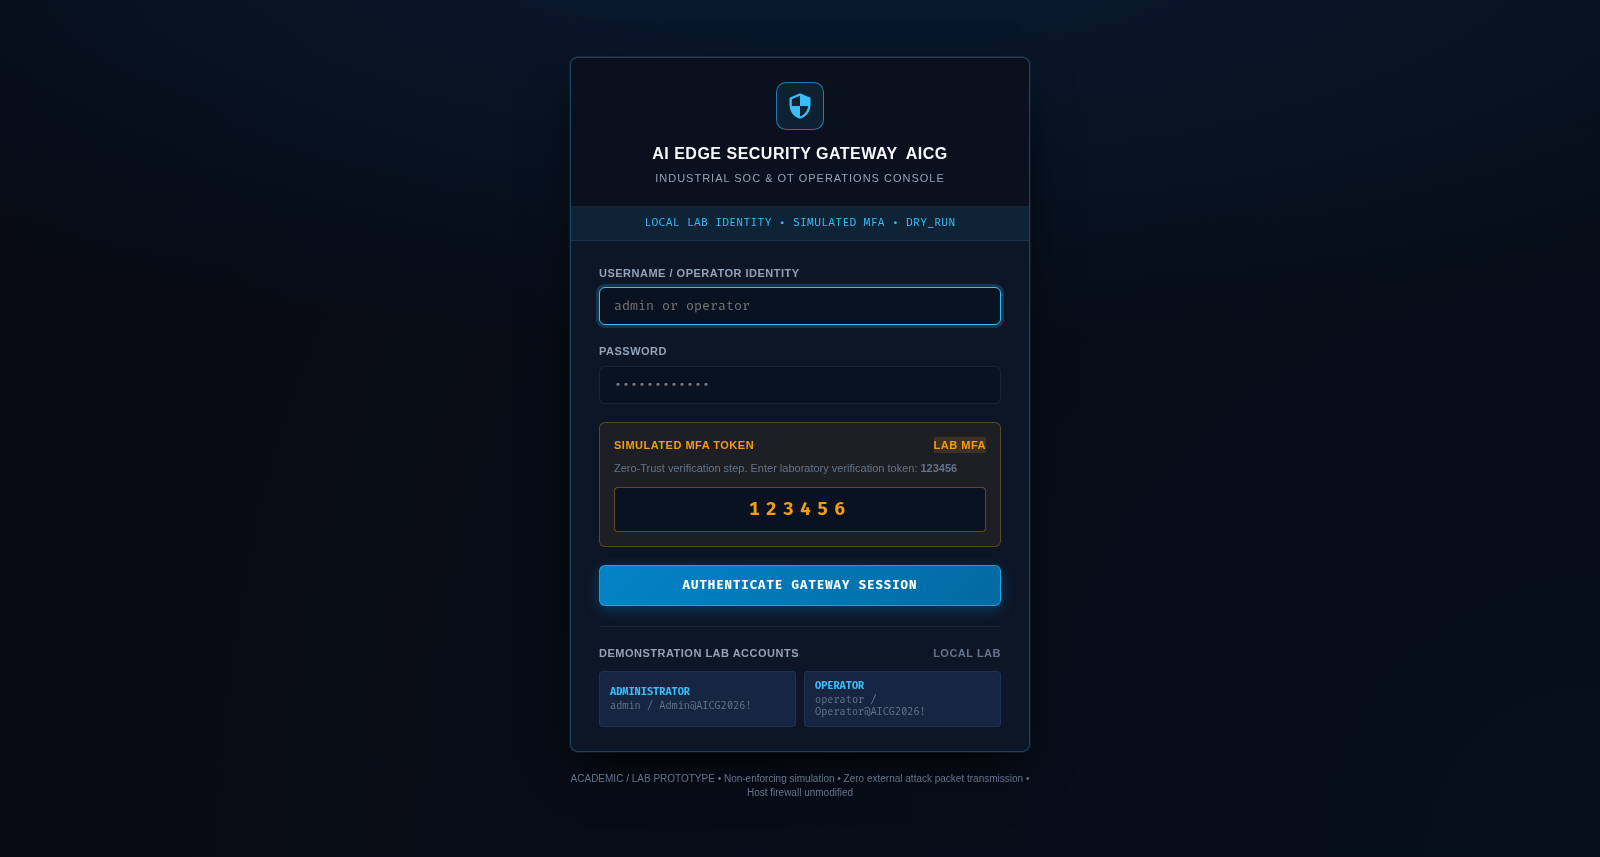 AI EDGE SECURITY GATEWAY AICG
INDUSTRIAL SOC & OT OPERATIONS CONSOLE
LOCAL LAB IDENTITY • SIMULATED MFA • DRY_RUN
USERNAME / OPERATOR IDENTITY
admin or operator
PASSWORD
••••••••••••
SIMULATED MFA TOKEN LAB MFA
Zero-Trust verification step. Enter laboratory verification token: 123456
123456
AUTHENTICATE GATEWAY SESSION
DEMONSTRATION LAB ACCOUNTS LOCAL LAB
ADMINISTRATOR
admin / Admin@AICG2026!
OPERATOR
operator /
Operator@AICG2026!
ACADEMIC / LAB PROTOTYPE • Non-enforcing simulation • Zero external attack packet transmission •
Host firewall unmodified